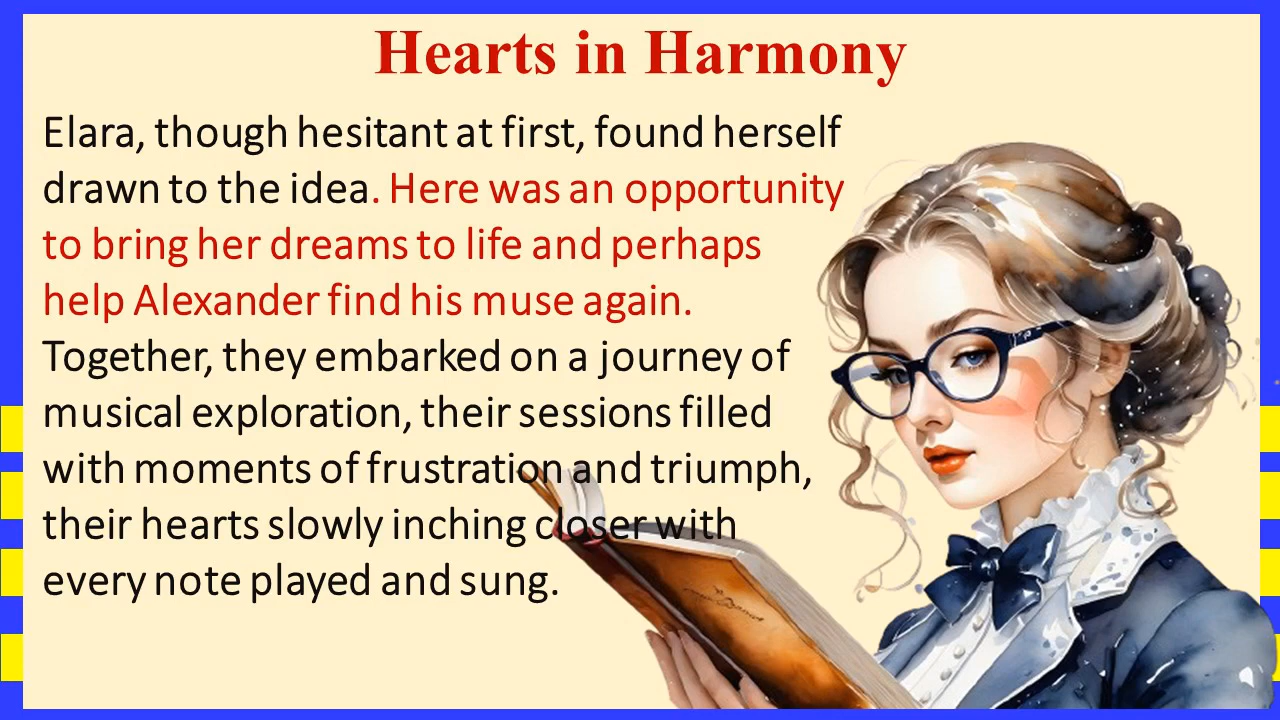 Hearts in Harmony
Elara, though hesitant at first, found herself
drawn to the idea. Here was an opportunity
to bring her dreams to life and perhaps
help Alexander find his muse again.
Together, they embarked on a journey of
musical exploration, their sessions filled
with moments of frustration and triumph,
their hearts slowly inching closer with
every note played and sung.